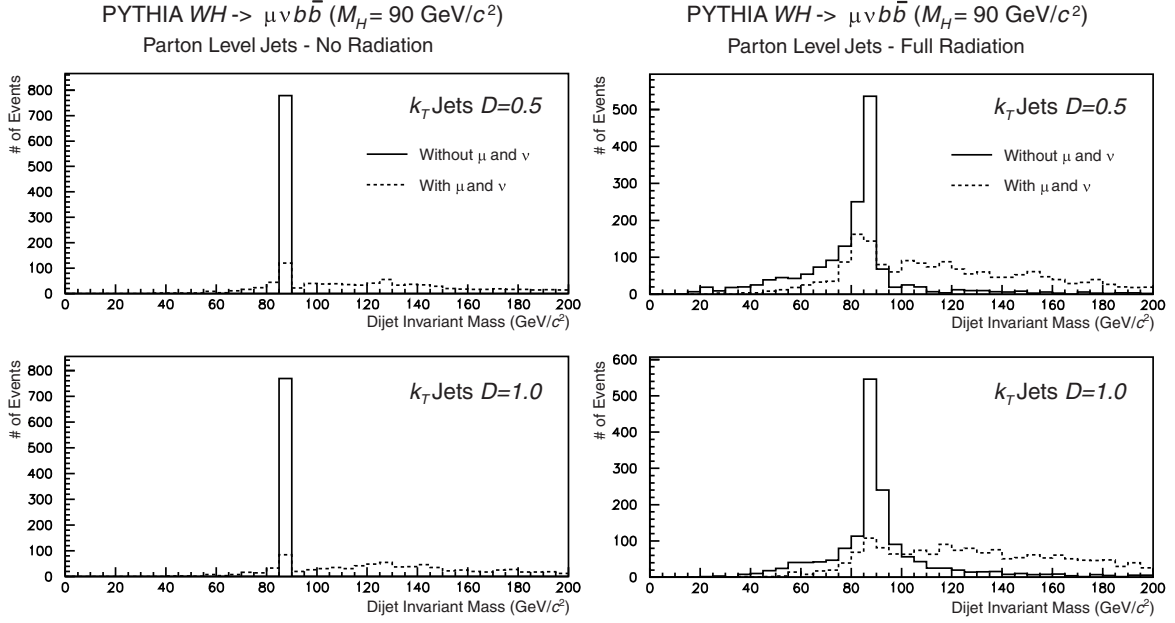 PYTHIA WH -> μνbb̄ (M_H = 90 GeV/c²)
Parton Level Jets - No Radiation
# of Events
800
700
600
500
400
300
200
100
0
k_T Jets D=0.5
Without μ and ν
With μ and ν
0 20 40 60 80 100 120 140 160 180 200
Dijet Invariant Mass (GeV/c²)
# of Events
800
700
600
500
400
300
200
100
0
k_T Jets D=1.0
0 20 40 60 80 100 120 140 160 180 200
Dijet Invariant Mass (GeV/c²)
PYTHIA WH -> μνbb̄ (M_H = 90 GeV/c²)
Parton Level Jets - Full Radiation
# of Events
500
400
300
200
100
0
k_T Jets D=0.5
Without μ and ν
With μ and ν
0 20 40 60 80 100 120 140 160 180 200
Dijet Invariant Mass (GeV/c²)
# of Events
600
500
400
300
200
100
0
k_T Jets D=1.0
0 20 40 60 80 100 120 140 160 180 200
Dijet Invariant Mass (GeV/c²)